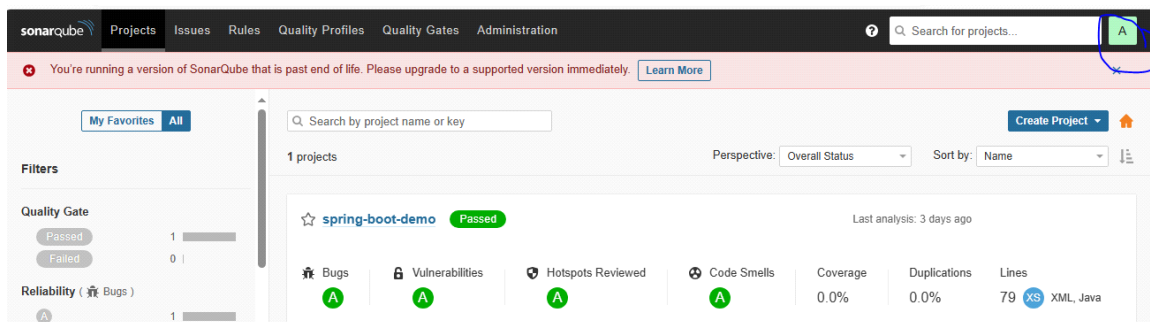 sonarqube Projects Issues Rules Quality Profiles Quality Gates Administration ? Search for projects... A
You're running a version of SonarQube that is past end of life. Please upgrade to a supported version immediately. Learn More
My Favorites All
Search by project name or key
Create Project
1 projects
Perspective: Overall Status
Sort by: Name
Filters
Quality Gate
Passed 1
Failed 0
Reliability ( Bugs )
A 1
spring-boot-demo Passed
Last analysis: 3 days ago
Bugs Vulnerabilities Hotspots Reviewed Code Smells Coverage Duplications Lines
A A A A 0.0% 0.0% 79 XS XML, Java